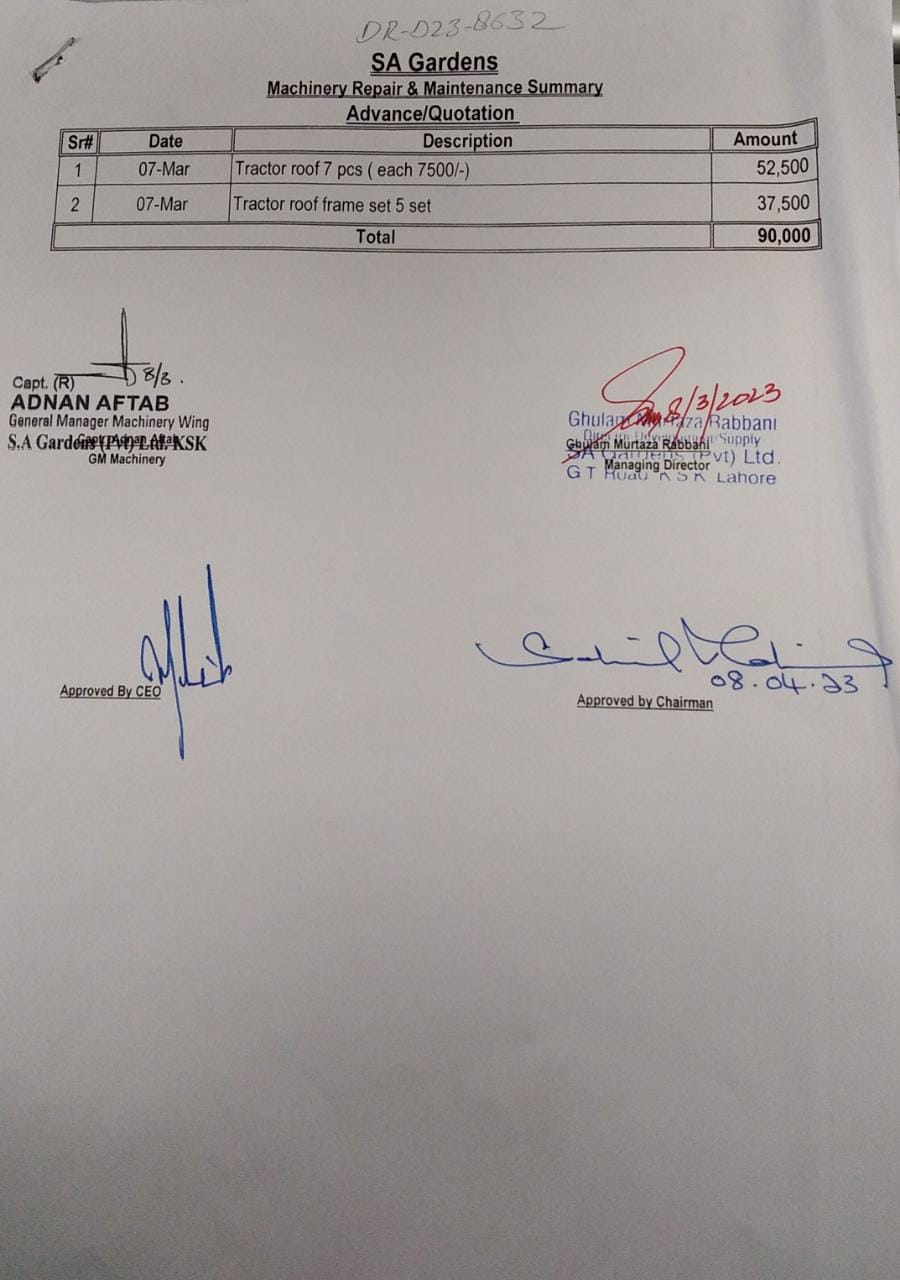 DR-D23-8632
SA Gardens
Machinery Repair & Maintenance Summary
Advance/Quotation
Sr# Date Description Amount
1 07-Mar Tractor roof 7 pcs ( each 7500/-) 52,500
2 07-Mar Tractor roof frame set 5 set 37,500
Total 90,000
8/3.
Capt. (R)
ADNAN AFTAB
General Manager Machinery Wing
S.A Gardens (Pvt) Ltd. KSK
Capt. Adnan Aftab
GM Machinery
8/3/2023
Ghulam Murtaza Rabbani
Supply
Ghulam Murtaza Rabbani
SA Gardens (Pvt) Ltd.
Managing Director
GT Road KSK Lahore
Approved By CEO
08.04.23
Approved by Chairman